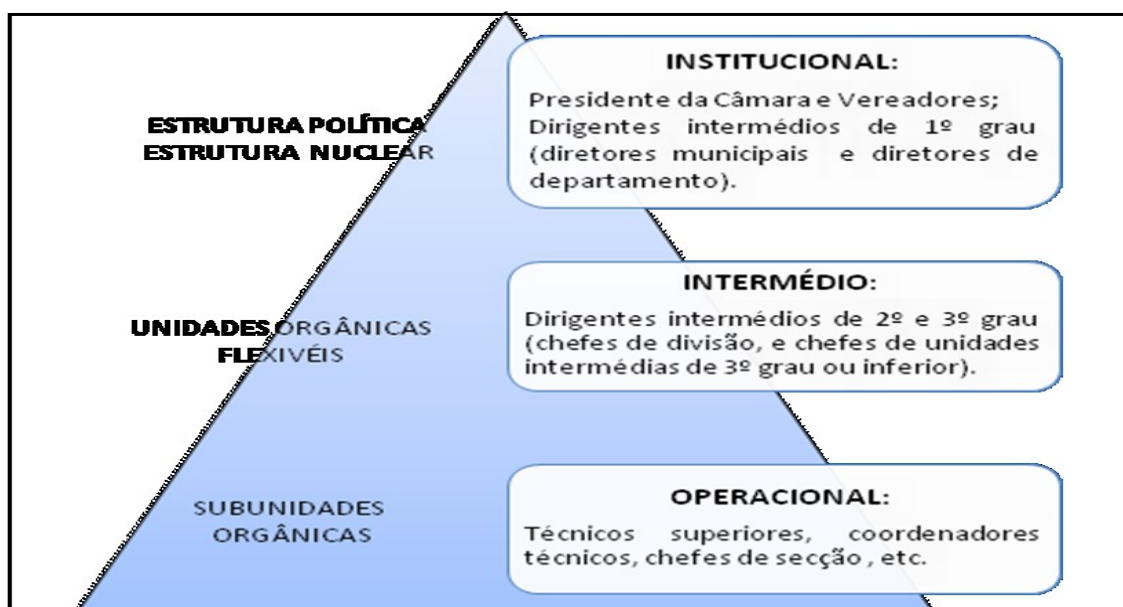 ESTRUTURA POLÍTICA
ESTRUTURA NUCLEAR
INSTITUCIONAL:
Presidente da Câmara e Vereadores;
Dirigentes intermédios de 1º grau
(diretores municipais e diretores de
departamento).
UNIDADES ORGÂNICAS
FLEXIVÉIS
INTERMÉDIO:
Dirigentes intermédios de 2º e 3º grau
(chefes de divisão, e chefes de unidades
intermédias de 3º grau ou inferior).
SUBUNIDADES
ORGÂNICAS
OPERACIONAL:
Técnicos superiores, coordenadores
técnicos, chefes de secção , etc.